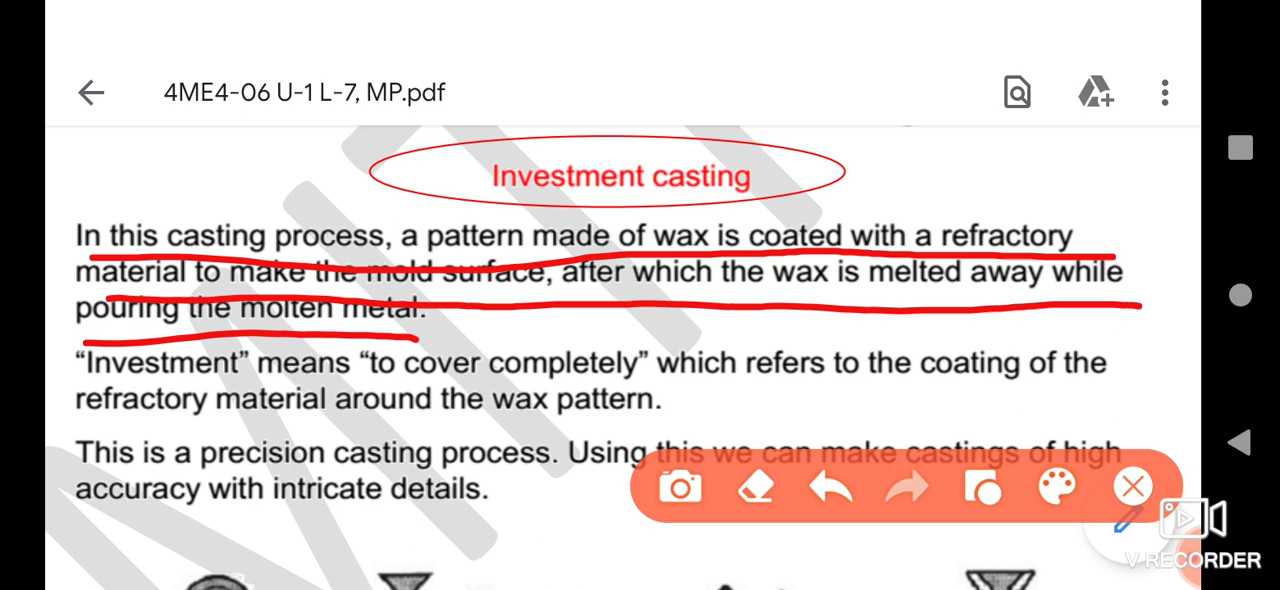 4ME4-06 U-1 L-7, MP.pdf
Investment casting
In this casting process, a pattern made of wax is coated with a refractory
material to make the mold surface, after which the wax is melted away while
pouring the molten metal.
“Investment” means “to cover completely” which refers to the coating of the
refractory material around the wax pattern.
This is a precision casting process. Using this we can make castings of high
accuracy with intricate details.
V-RECORDER